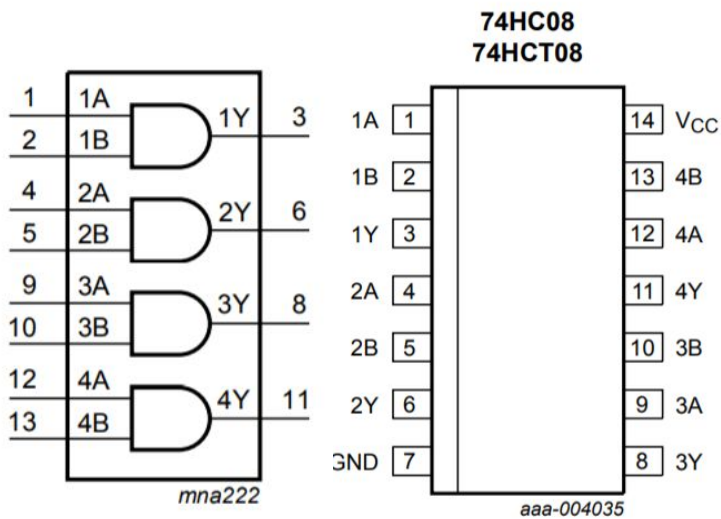 74HC08
74HCT08
1 1A
2 1B
1Y 3
4 2A
5 2B
2Y 6
9 3A
10 3B
3Y 8
12 4A
13 4B
4Y 11
mna222
1A 1
14 VCC
1B 2
13 4B
1Y 3
12 4A
2A 4
11 4Y
2B 5
10 3B
2Y 6
9 3A
GND 7
8 3Y
aaa-004035